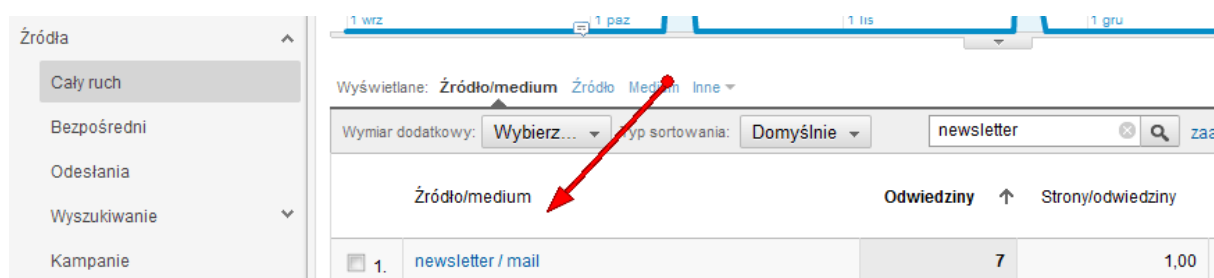 Źródła
Cały ruch
Bezpośredni
Odesłania
Wyszukiwanie
Kampanie
1 wrz 1 paź 1 lis 1 gru
Wyświetlane: Źródło/medium Źródło Medium Inne
Wymiar dodatkowy: Wybierz... Typ sortowania: Domyślnie newsletter
Źródło/medium Odwiedziny Strony/odwiedziny
1. newsletter / mail 7 1,00